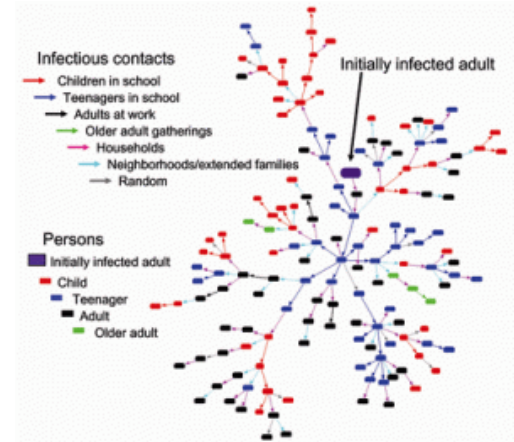 Infectious contacts
Children in school
Teenagers in school
Adults at work
Older adult gatherings
Households
Neighborhoods/extended families
Random
Initially infected adult
Persons
Initially infected adult
Child
Teenager
Adult
Older adult